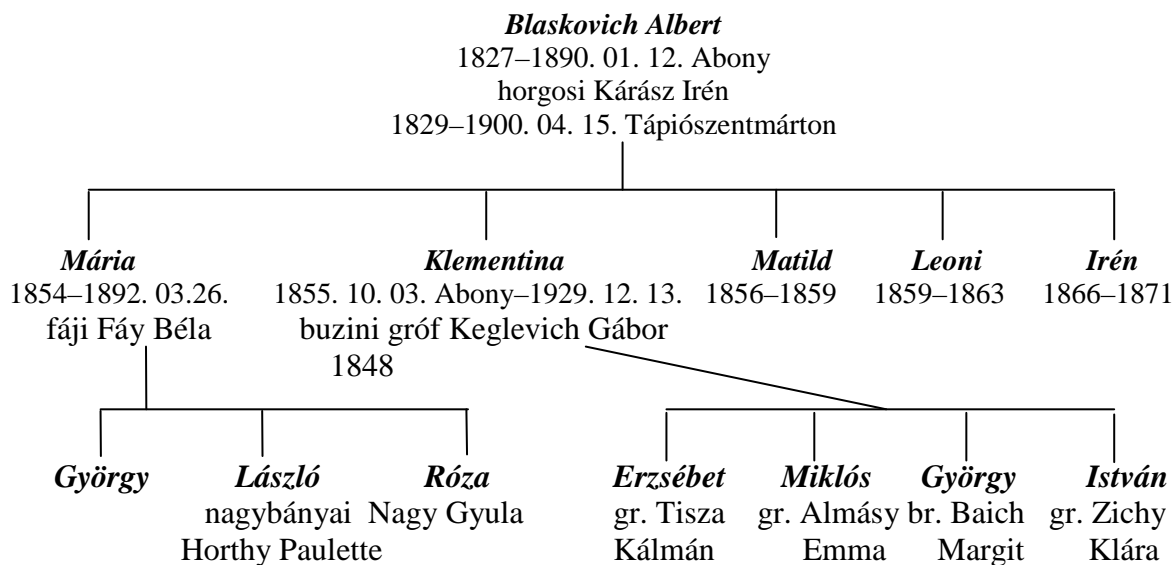 Blaskovich Albert
1827–1890. 01. 12. Abony
horgosi Kárász Irén
1829–1900. 04. 15. Tápiószentmárton
Mária Klementina Matild Leoni Irén
1854–1892. 03.26. 1855. 10. 03. Abony–1929. 12. 13. 1856–1859 1859–1863 1866–1871
fáji Fáy Béla buzini gróf Keglevich Gábor
1848
György László Róza Erzsébet Miklós György István
nagybányai Nagy Gyula gr. Tisza gr. Almásy br. Baich gr. Zichy
Horthy Paulette Kálmán Emma Margit Klára